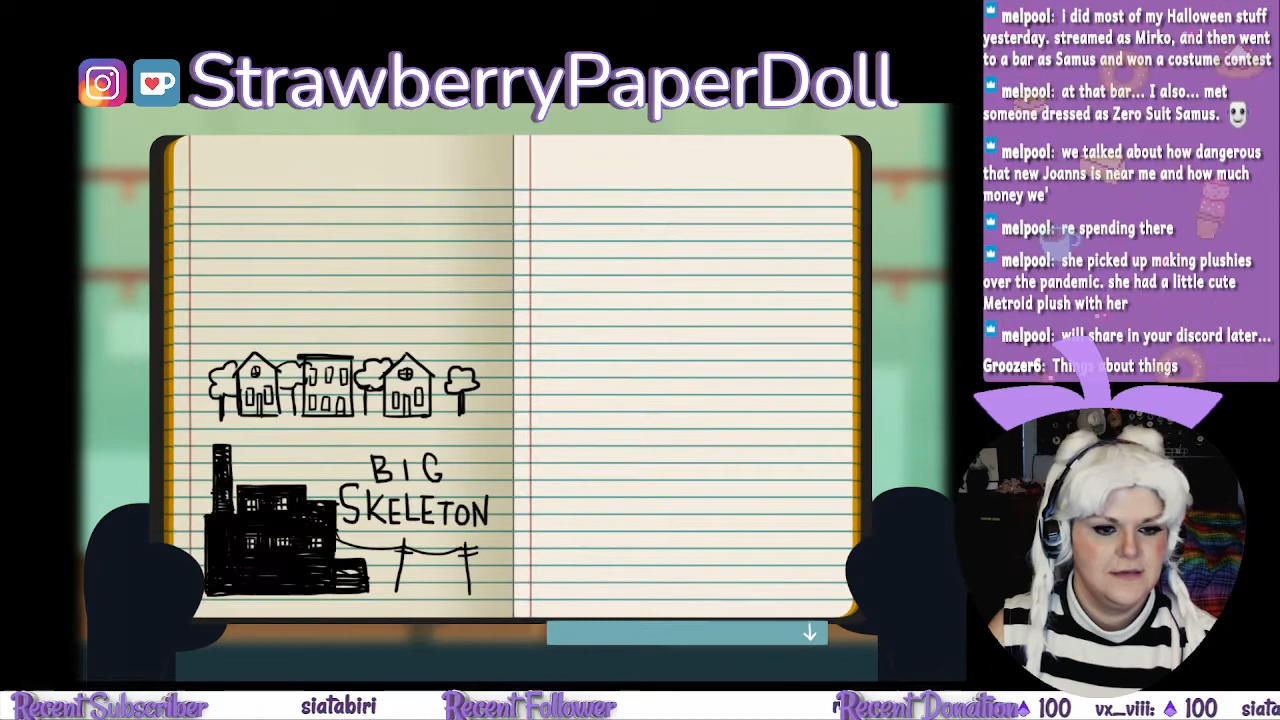 StrawberryPaperDoll
BIG
SKELETON
melpool: i did most of my Halloween stuff
yesterday. streamed as Mirko, and then went
to a bar as Samus and won a costume contest
melpool: at that bar... I also... met
someone dressed as Zero Suit Samus.
melpool: we talked about how dangerous
that new Joanns is near me and how much
money we'
melpool: re spending there
melpool: she picked up making plushies
over the pandemic. she had a little cute
Metroid plush with her
melpool: will share in your discord later...
Groozer6: Things about things
Recent Subscriber siatabiri Recent Follower Recent Donation 100 vx_viii: 100